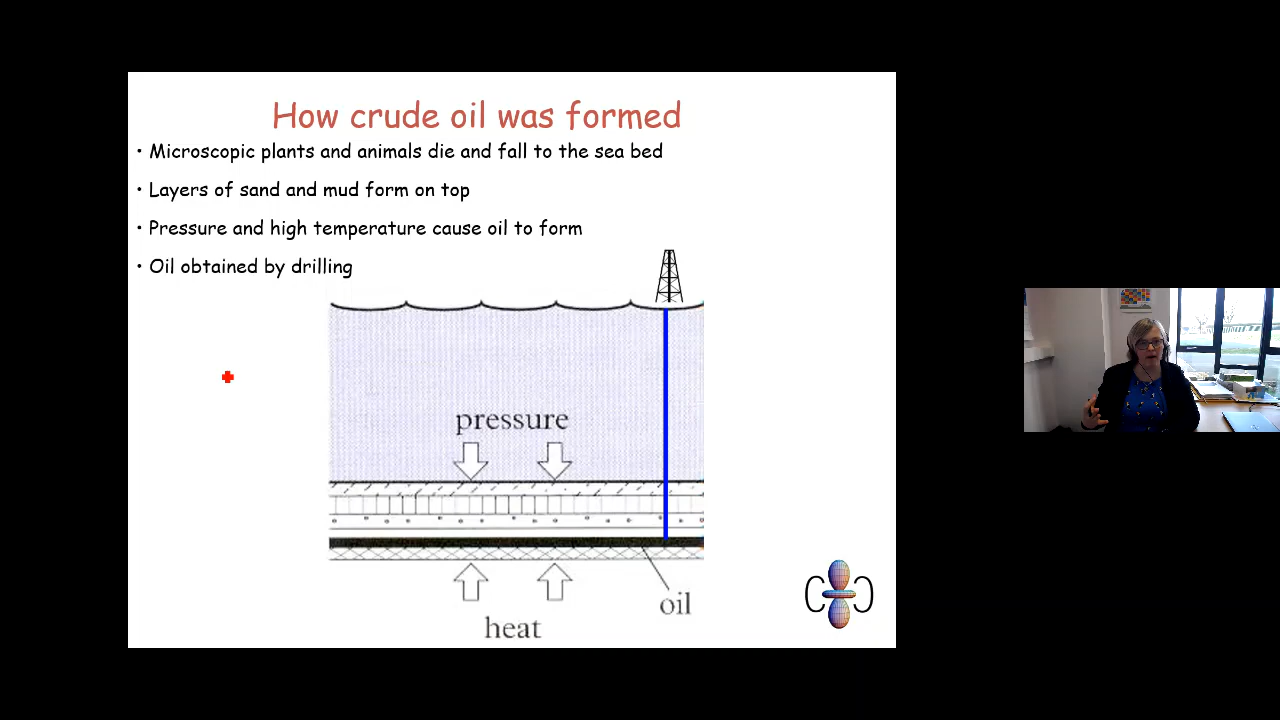 How crude oil was formed
• Microscopic plants and animals die and fall to the sea bed
• Layers of sand and mud form on top
• Pressure and high temperature cause oil to form
• Oil obtained by drilling
pressure
oil
heat